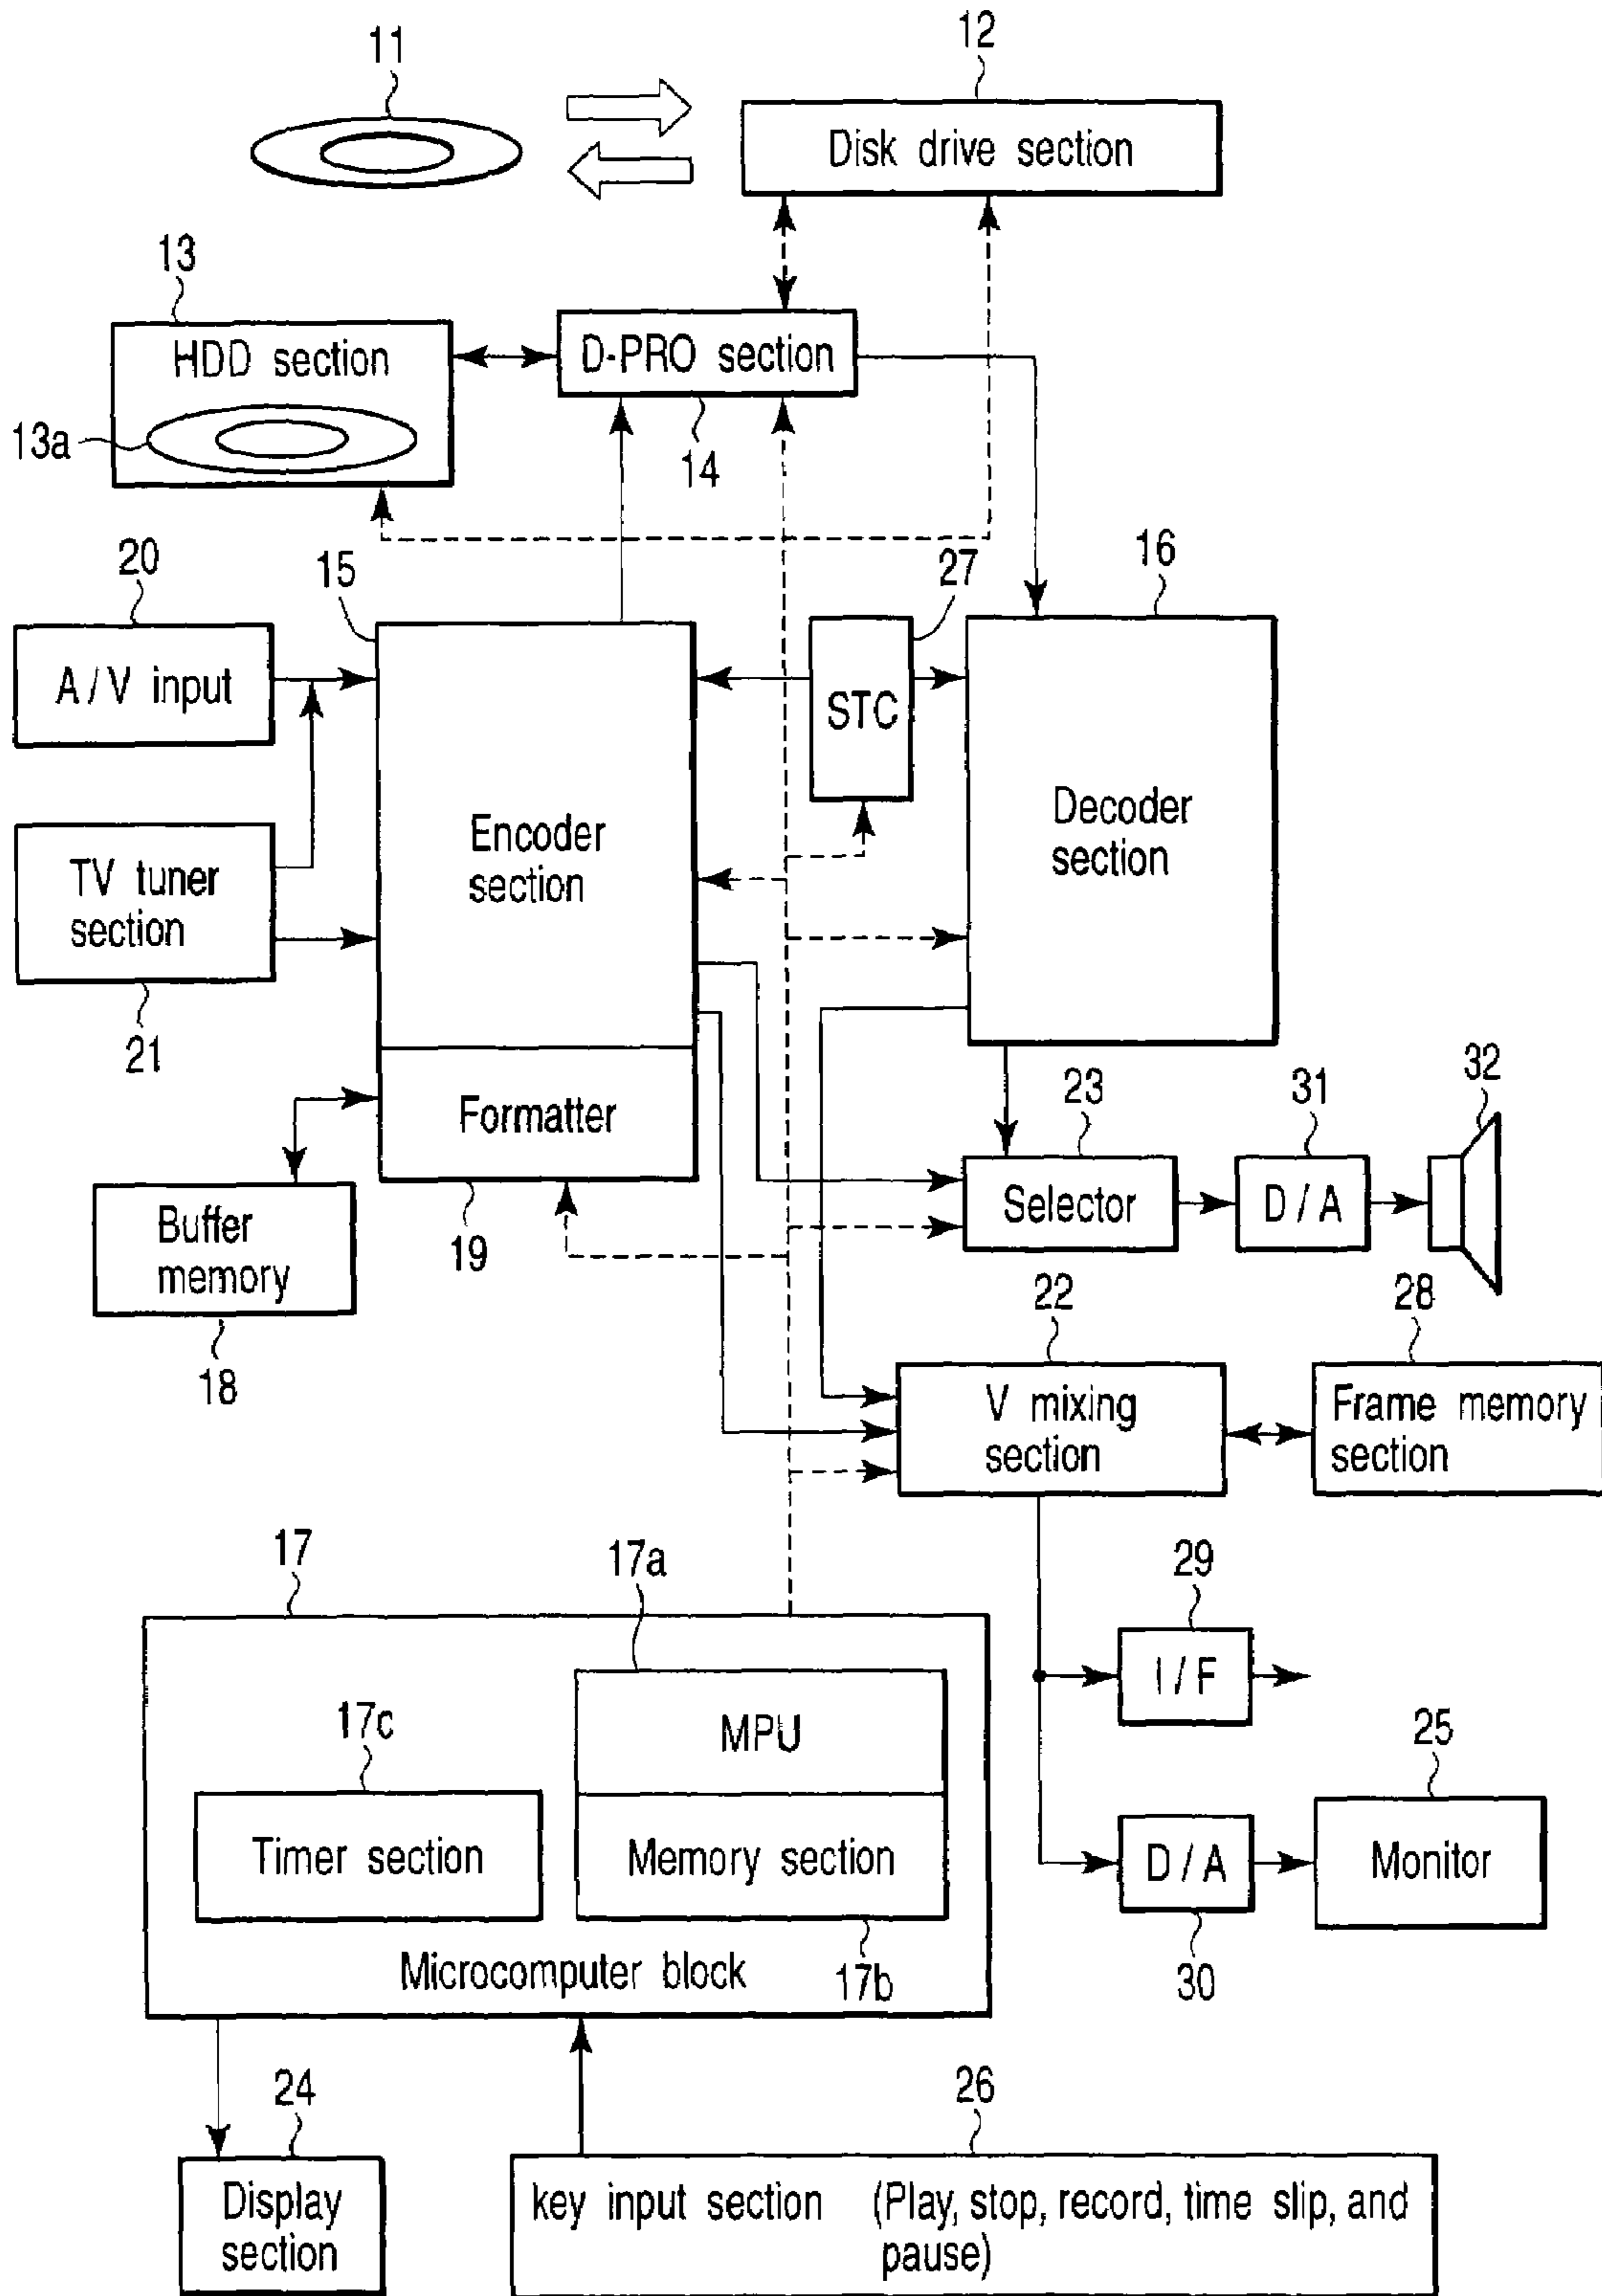 11
12
Disk drive section
13
HDD section
D-PRO section
13a
14
20
15
27
16
A/V input
STC
Encoder
section
Decoder
section
TV tuner
section
21
Formatter
23
31
32
Selector
D/A
Buffer
memory
19
18
22
28
V mixing
section
Frame memory
section
17
17a
29
I/F
MPU
17c
25
Timer section
Memory section
D/A
Monitor
Microcomputer block
17b
30
24
26
Display
section
key input section (Play, stop, record, time slip, and
pause)